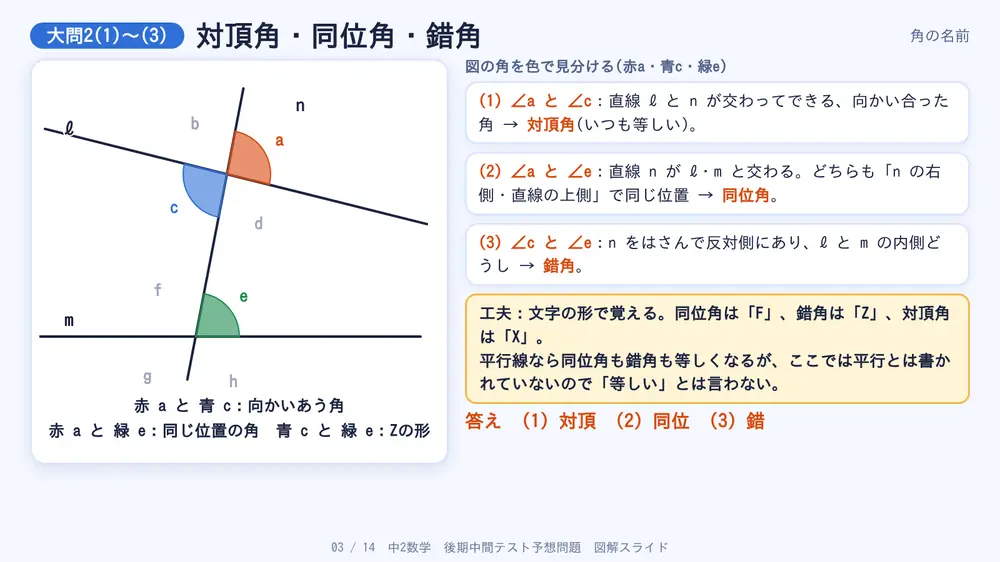 大問2(1)〜(3)
対頂角・同位角・錯角
角の名前
n
ℓ
b
a
c
d
f
e
m
g
h
赤 a と 青 c：向かいあう角
赤 a と 緑 e：同じ位置の角　青 c と 緑 e：Zの形
図の角を色で見分ける(赤a・青c・緑e)
(1) ∠a と ∠c：直線 ℓ と n が交わってできる、向かい合った
角 → 対頂角(いつも等しい)。
(2) ∠a と ∠e：直線 n が ℓ・m と交わる。どちらも「n の右
側・直線の上側」で同じ位置 → 同位角。
(3) ∠c と ∠e：n をはさんで反対側にあり、ℓ と m の内側ど
うし → 錯角。
工夫：文字の形で覚える。同位角は「F」、錯角は「Z」、対頂角
は「X」。
平行線なら同位角も錯角も等しくなるが、ここでは平行とは書か
れていないので「等しい」とは言わない。
答え　(1) 対頂　(2) 同位　(3) 錯
03 / 14　中2数学　後期中間テスト予想問題　図解スライド